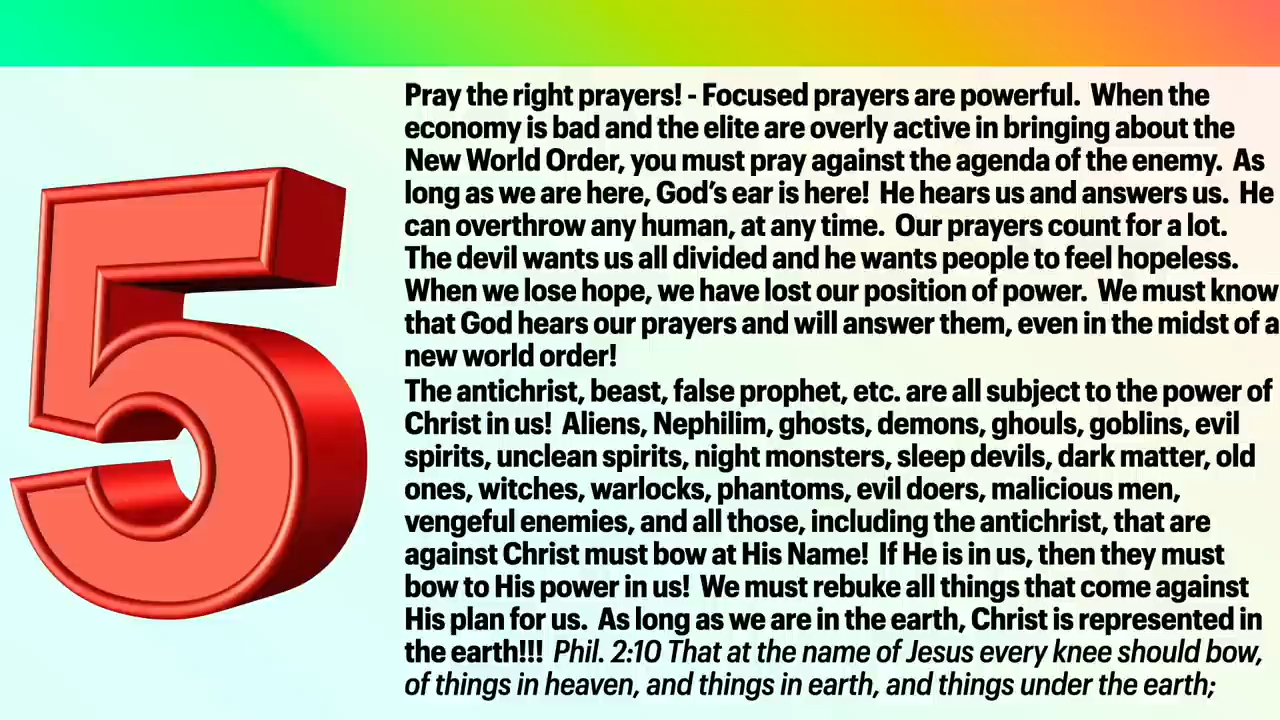 5
Pray the right prayers! - Focused prayers are powerful.  When the
economy is bad and the elite are overly active in bringing about the
New World Order, you must pray against the agenda of the enemy.  As
long as we are here, God’s ear is here!  He hears us and answers us.  He
can overthrow any human, at any time.  Our prayers count for a lot.
The devil wants us all divided and he wants people to feel hopeless.
When we lose hope, we have lost our position of power.  We must know
that God hears our prayers and will answer them, even in the midst of a
new world order!
The antichrist, beast, false prophet, etc. are all subject to the power of
Christ in us!  Aliens, Nephilim, ghosts, demons, ghouls, goblins, evil
spirits, unclean spirits, night monsters, sleep devils, dark matter, old
ones, witches, warlocks, phantoms, evil doers, malicious men,
vengeful enemies, and all those, including the antichrist, that are
against Christ must bow at His Name!  If He is in us, then they must
bow to His power in us!  We must rebuke all things that come against
His plan for us.  As long as we are in the earth, Christ is represented in
the earth!!!  Phil. 2:10 That at the name of Jesus every knee should bow,
of things in heaven, and things in earth, and things under the earth;